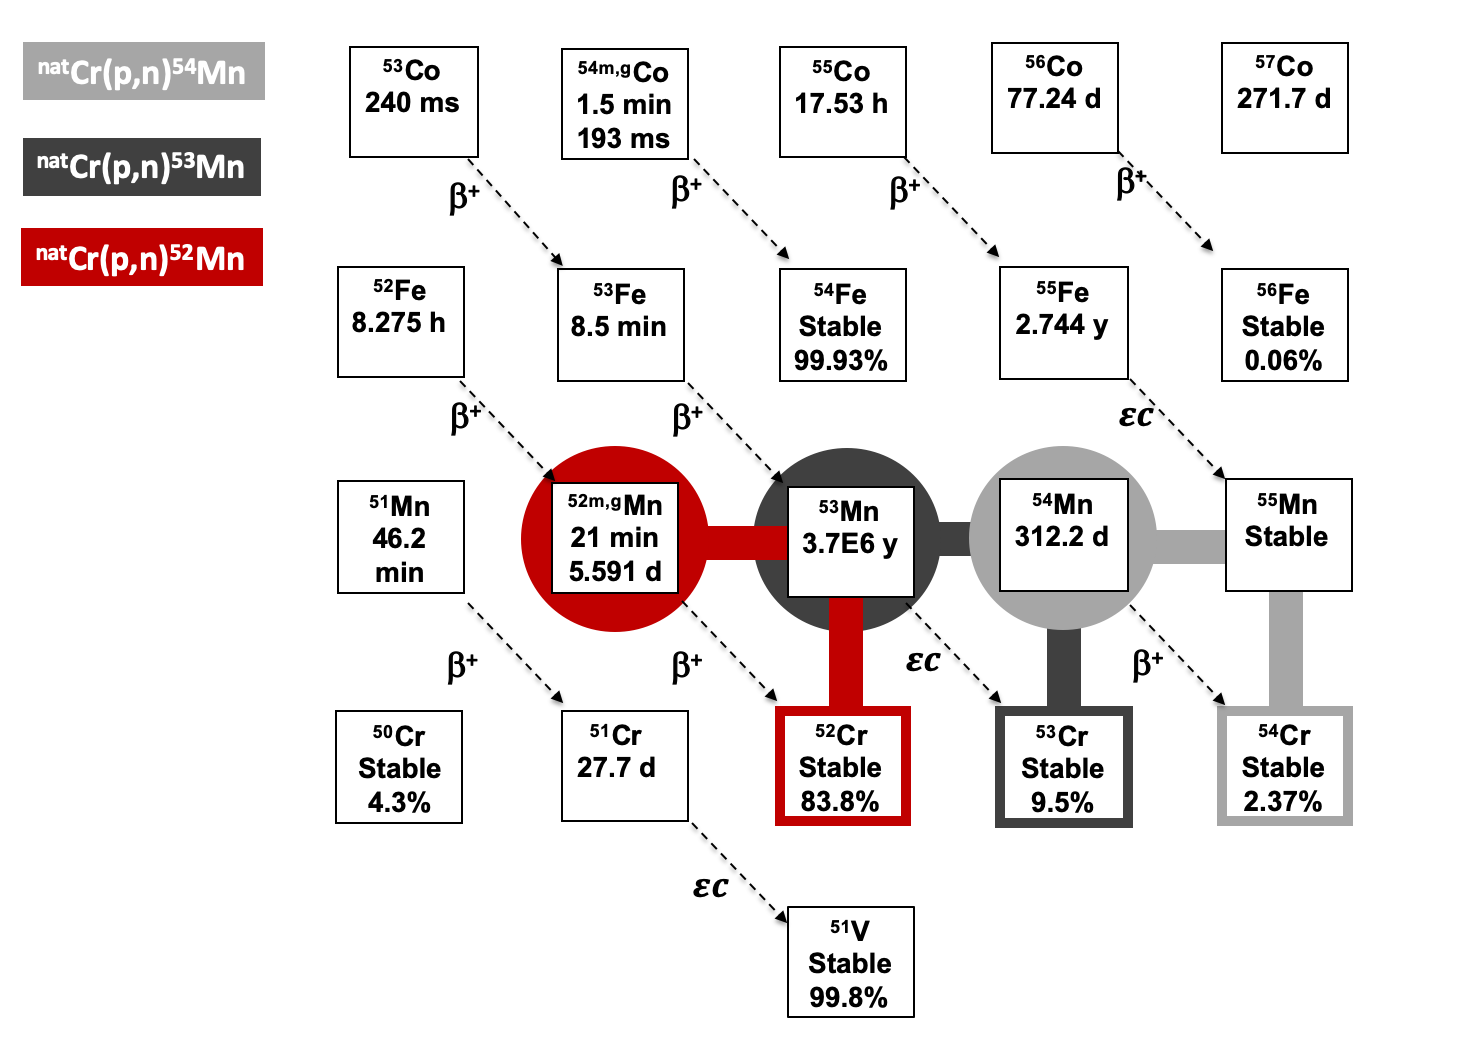 ⁿᵃᵗCr(p,n)⁵⁴Mn
ⁿᵃᵗCr(p,n)⁵³Mn
ⁿᵃᵗCr(p,n)⁵²Mn
⁵³Co
240 ms
⁵⁴ᵐ,ᵍCo
1.5 min
193 ms
⁵⁵Co
17.53 h
⁵⁶Co
77.24 d
⁵⁷Co
271.7 d
β⁺
β⁺
β⁺
β⁺
⁵²Fe
8.275 h
⁵³Fe
8.5 min
⁵⁴Fe
Stable
99.93%
⁵⁵Fe
2.744 y
⁵⁶Fe
Stable
0.06%
β⁺
β⁺
εc
⁵¹Mn
46.2
min
⁵²ᵐ,ᵍMn
21 min
5.591 d
⁵³Mn
3.7E6 y
⁵⁴Mn
312.2 d
⁵⁵Mn
Stable
β⁺
β⁺
εc
β⁺
⁵⁰Cr
Stable
4.3%
⁵¹Cr
27.7 d
⁵²Cr
Stable
83.8%
⁵³Cr
Stable
9.5%
⁵⁴Cr
Stable
2.37%
εc
⁵¹V
Stable
99.8%